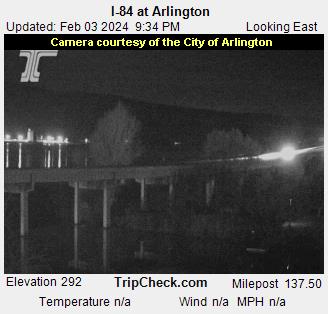 I-84 at Arlington
Updated: Feb 03 2024 9:34 PM Looking East
Camera courtesy of the City of Arlington
Elevation 292 TripCheck.com Milepost 137.50
Temperature n/a Wind n/a MPH n/a